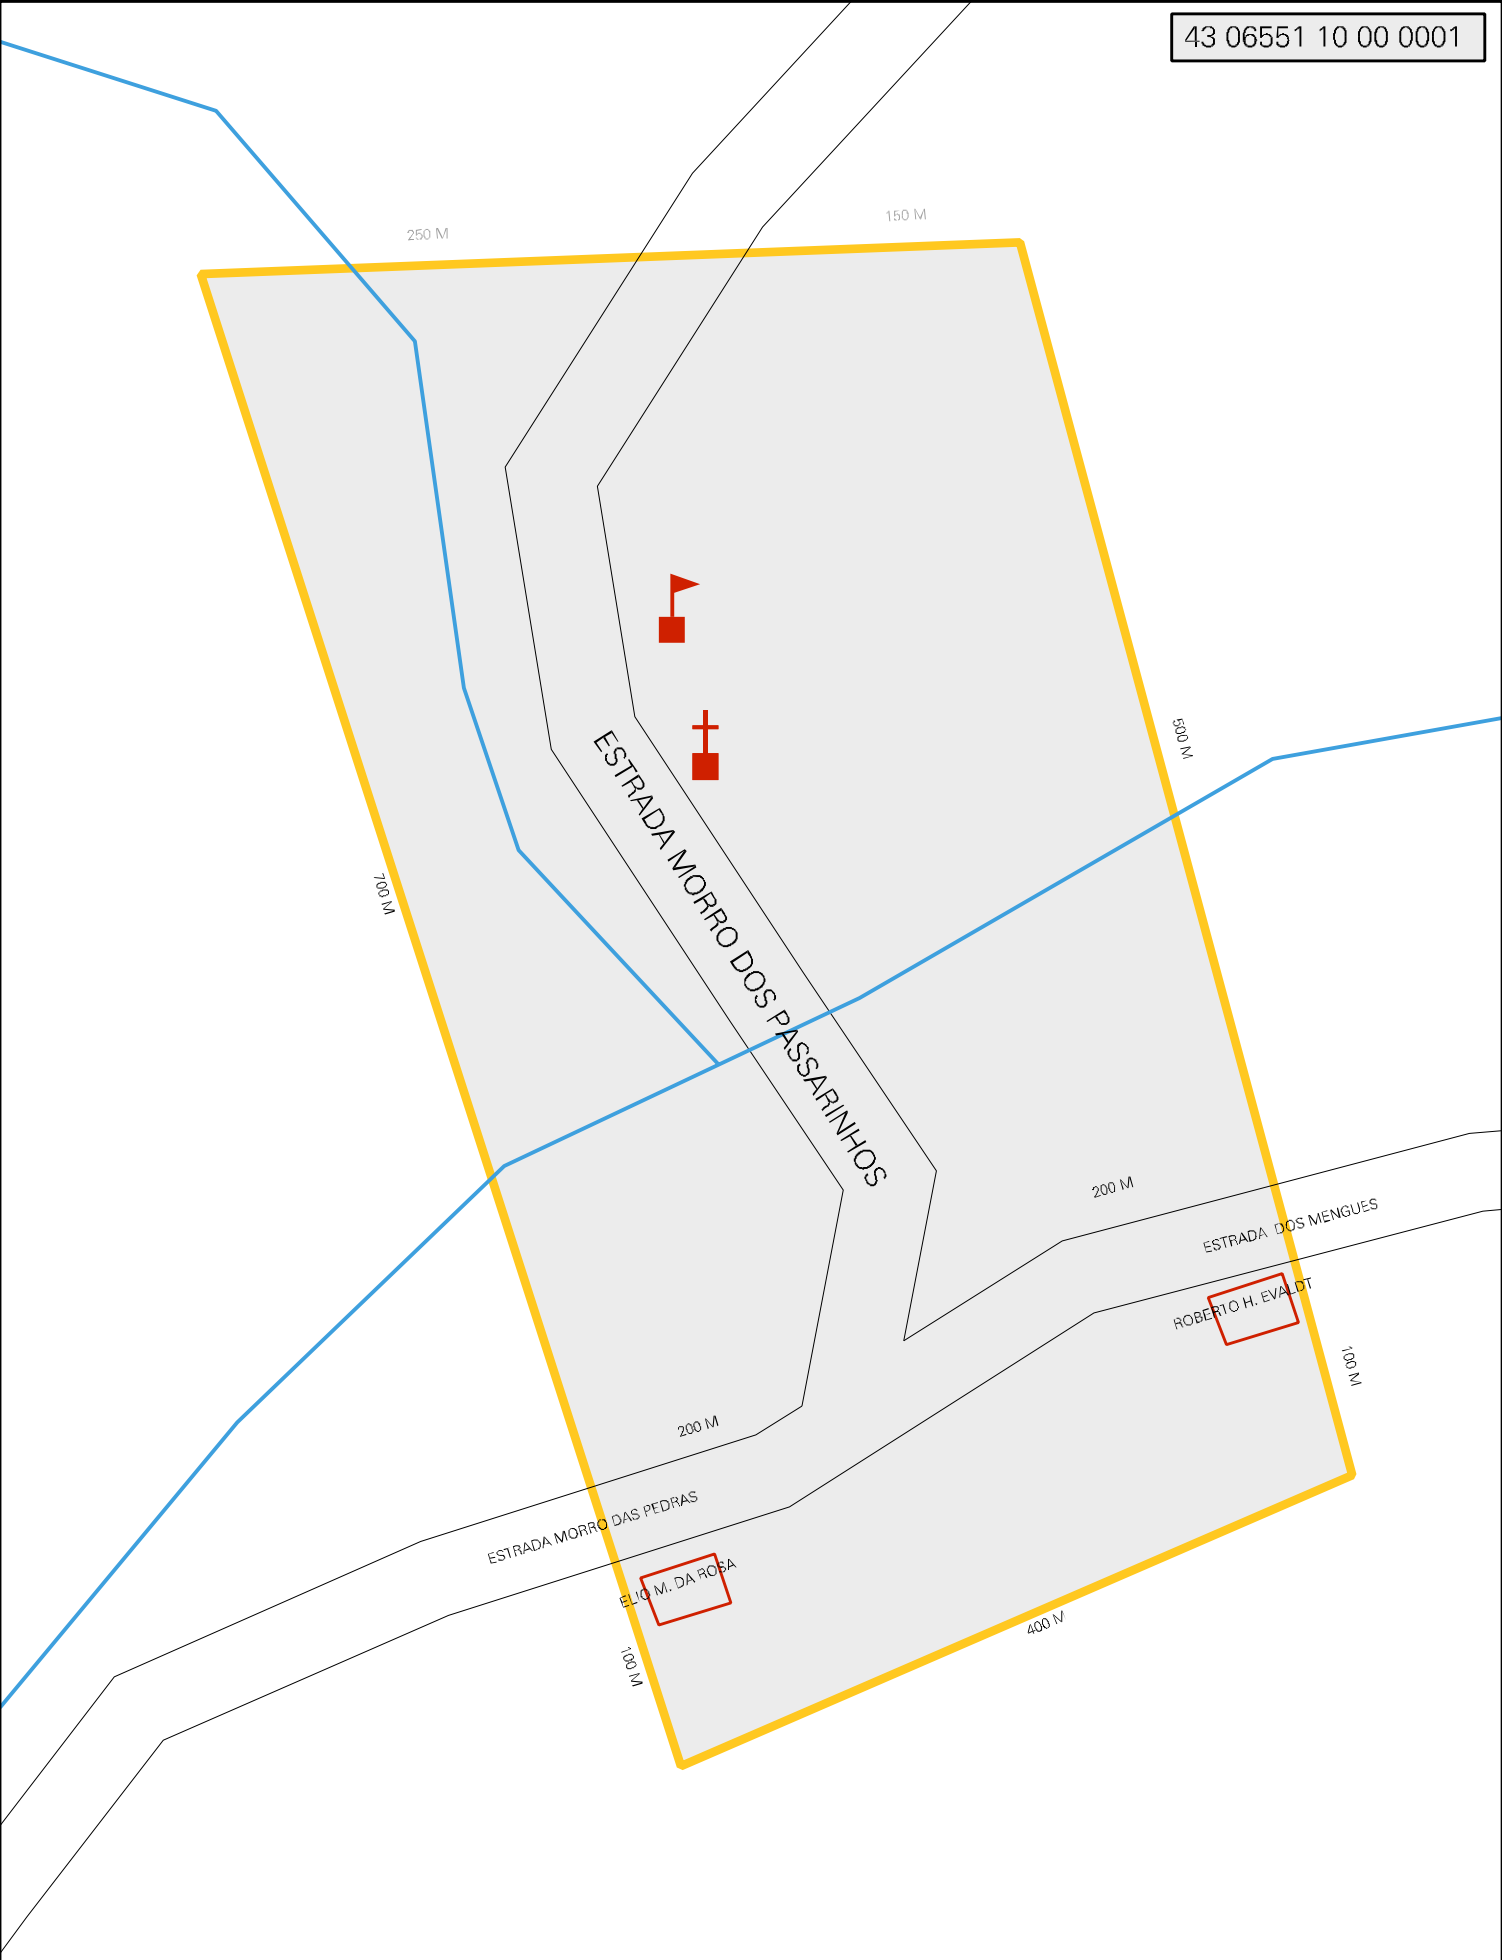 43 06551 10 00 0001
150 M
250 M
500 M
700 M
ESTRADA MORRO DOS PASSARINHOS
200 M
ESTRADA DOS MENGUES
ROBERTO H. EVALDT
100 M
200 M
ESTRADA MORRO DAS PEDRAS
ELIO M. DA ROSA
400 M
100 M